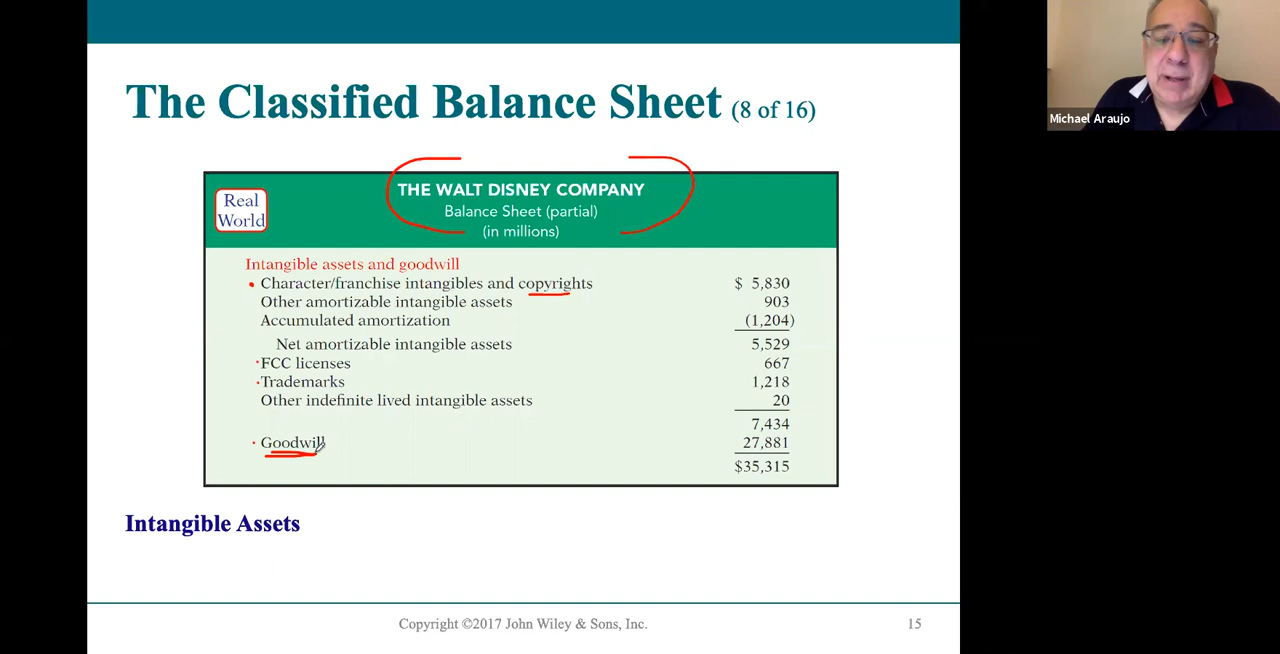 The Classified Balance Sheet (8 of 16)
Michael Araujo
Real
World
THE WALT DISNEY COMPANY
Balance Sheet (partial)
(in millions)
Intangible assets and goodwill
Character/franchise intangibles and copyrights $ 5,830
Other amortizable intangible assets 903
Accumulated amortization (1,204)
Net amortizable intangible assets 5,529
FCC licenses 667
Trademarks 1,218
Other indefinite lived intangible assets 20
7,434
Goodwill 27,881
$35,315
Intangible Assets
Copyright ©2017 John Wiley & Sons, Inc. 15